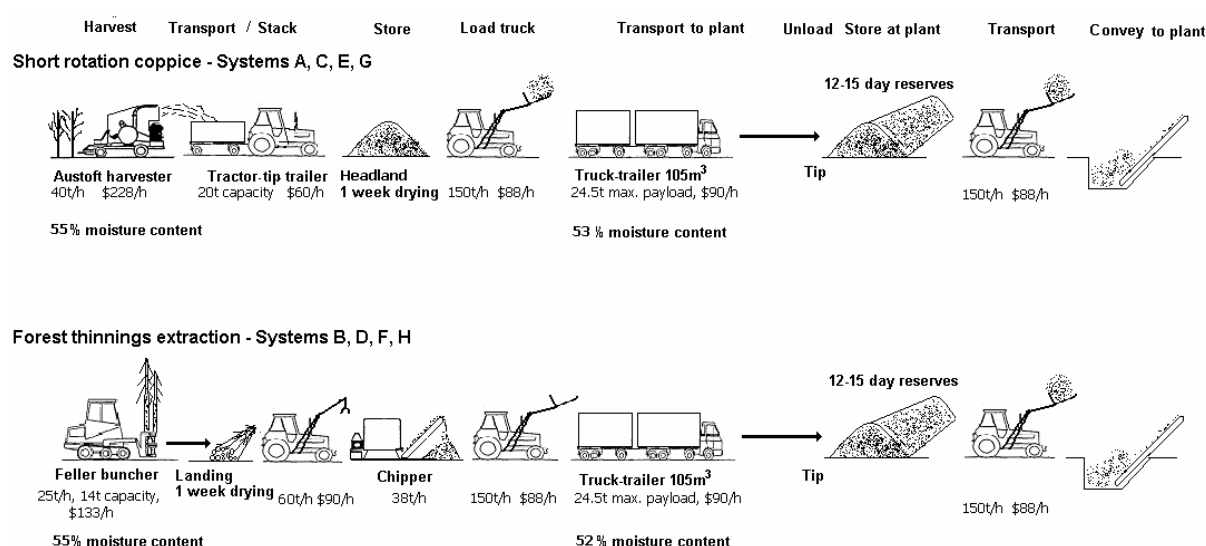 Harvest Transport / Stack Store Load truck Transport to plant Unload Store at plant Transport Convey to plant
Short rotation coppice - Systems A, C, E, G
12-15 day reserves
Austoft harvester Tractor-tip trailer Headland Truck-trailer 105m³ Tip
40t/h $228/h 20t capacity $60/h 1 week drying 150t/h $88/h 24.5t max. payload, $90/h 150t/h $88/h
55% moisture content 53 % moisture content
Forest thinnings extraction - Systems B, D, F, H
12-15 day reserves
Feller buncher Landing Chipper Truck-trailer 105m³ Tip
25t/h, 14t capacity, 1 week drying 60t/h $90/h 38t/h 150t/h $88/h 24.5t max. payload, $90/h
$133/h 150t/h $88/h
55% moisture content 52 % moisture content